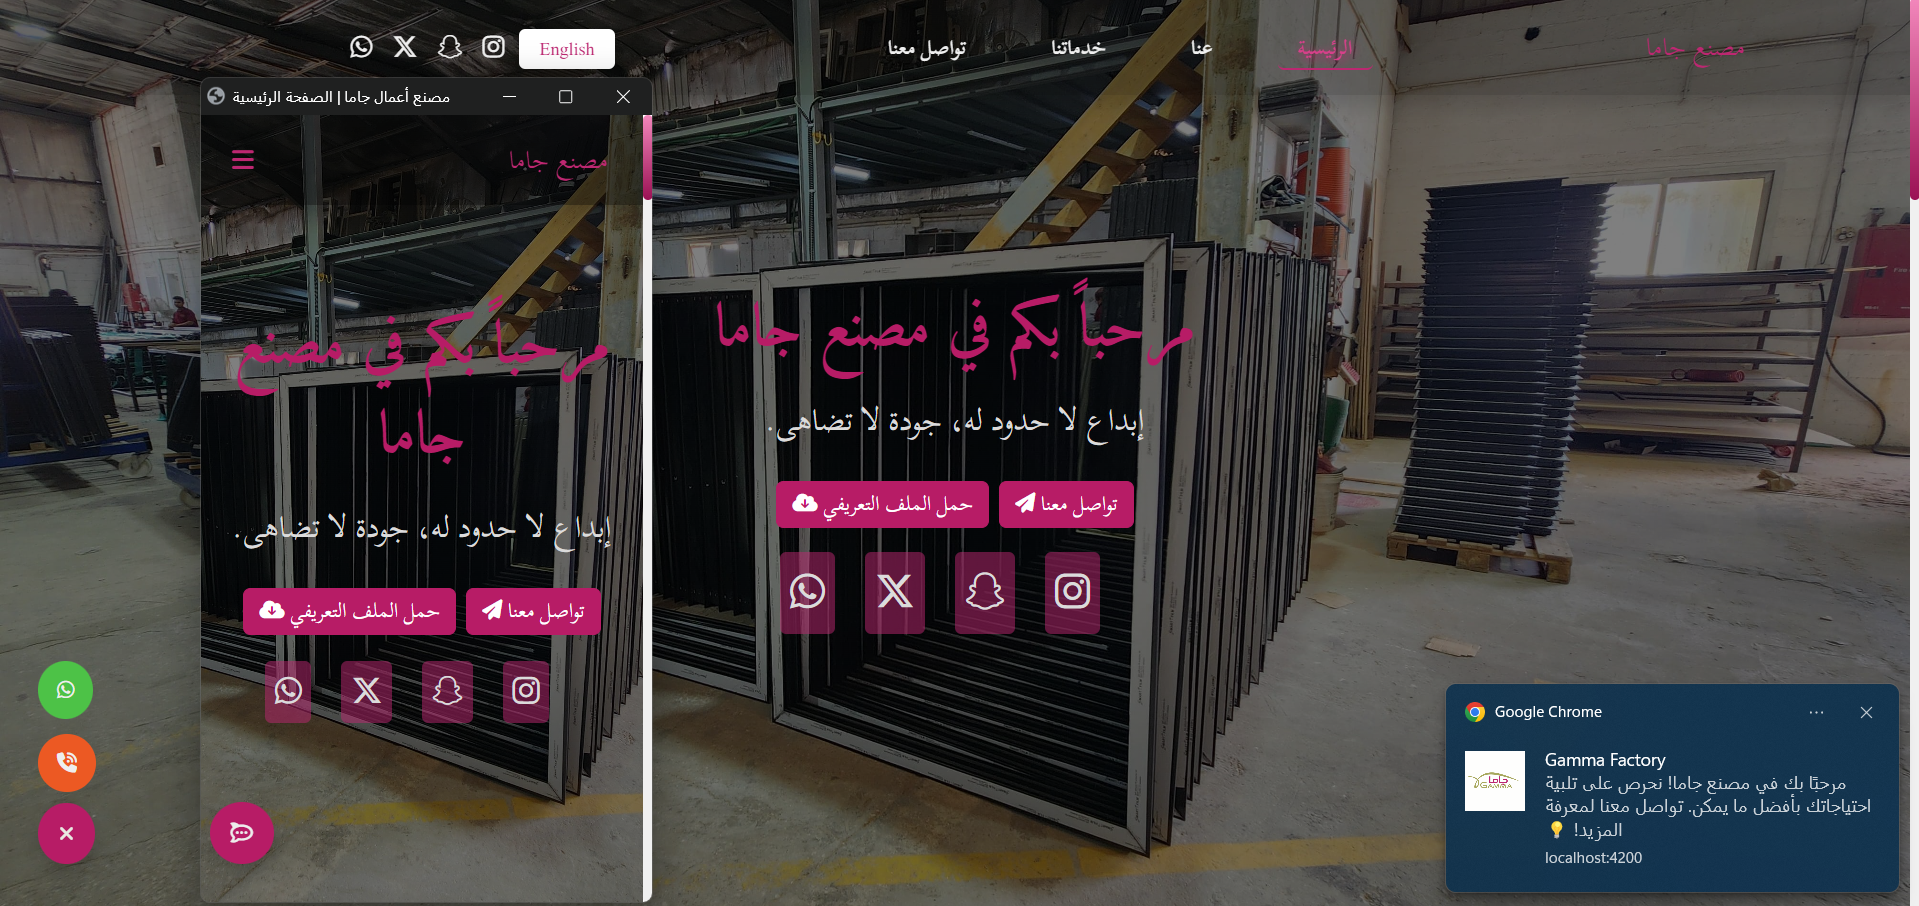 مصنع جاما
الرئيسية
عنا
خدماتنا
تواصل معنا
English
مصنع أعمال جاما | الصفحة الرئيسية
مصنع جاما
مرحباً بكم في مصنع
جاما
إبداع لا حدود له، جودة لا تضاهى.
تواصل معنا
حمل الملف التعريفي
مرحباً بكم في مصنع جاما
إبداع لا حدود له، جودة لا تضاهى.
تواصل معنا
حمل الملف التعريفي
Google Chrome
جاما
GAMMA
Gamma Factory
مرحبًا بك في مصنع جاما! نحرص على تلبية
احتياجاتك بأفضل ما يمكن. تواصل معنا لمعرفة
المزيد! 💡
localhost:4200